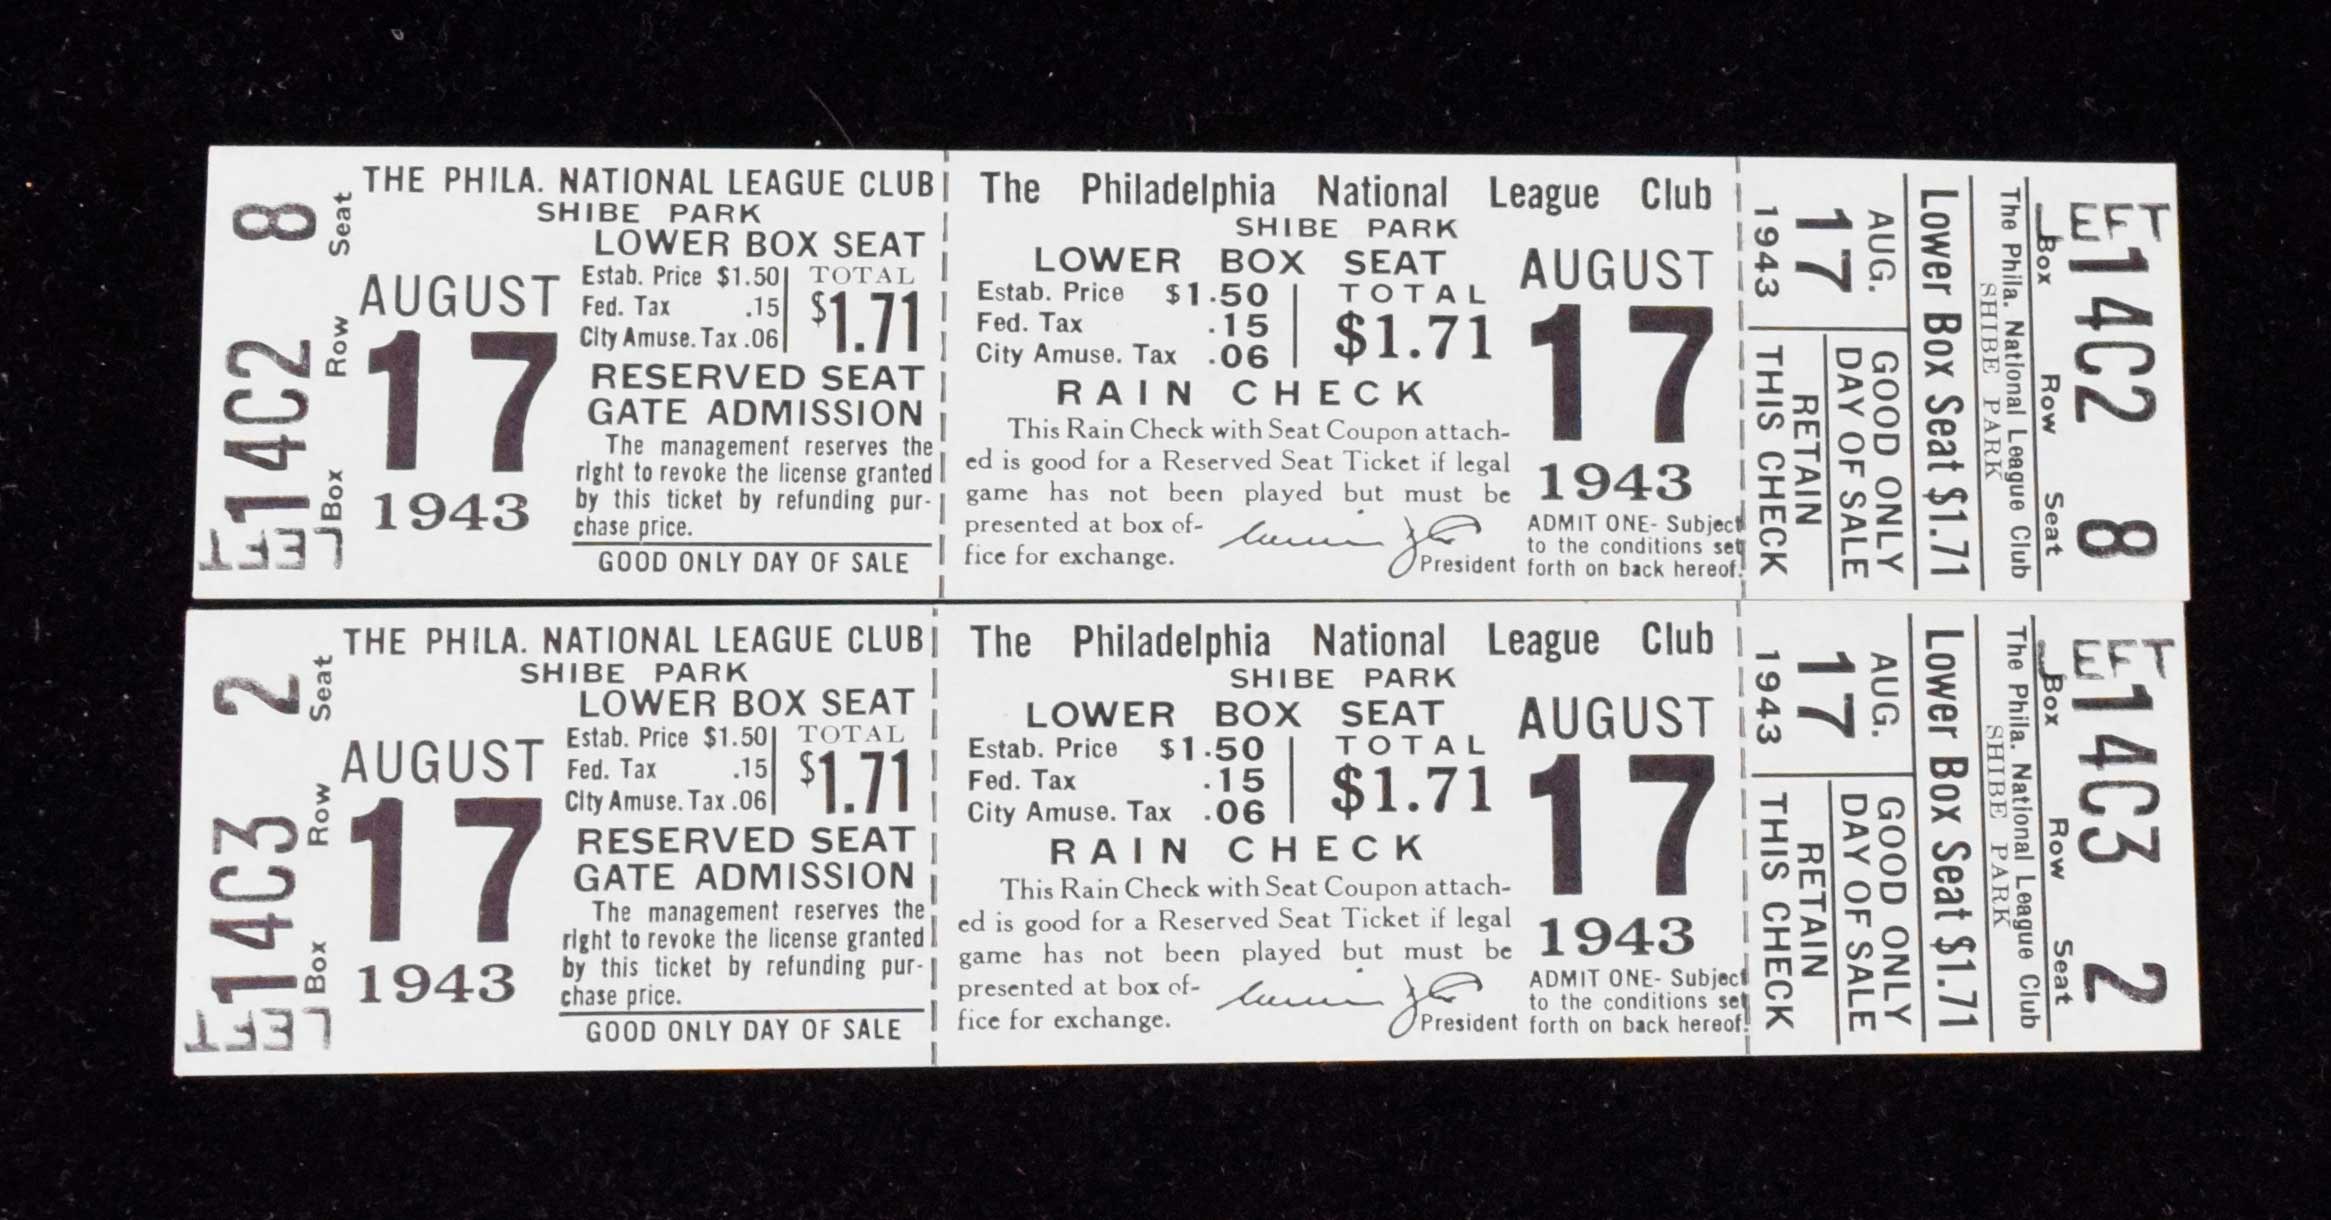 LEFT 14C2 8
Box Row Seat
THE PHILA. NATIONAL LEAGUE CLUB
SHIBE PARK
LOWER BOX SEAT
AUGUST
17
1943
Estab. Price $1.50
Fed. Tax .15
City Amuse. Tax .06
TOTAL
$1.71
RESERVED SEAT
GATE ADMISSION
The management reserves the
right to revoke the license granted
by this ticket by refunding pur-
chase price.
GOOD ONLY DAY OF SALE
The Philadelphia National League Club
SHIBE PARK
LOWER BOX SEAT
Estab. Price $1.50
Fed. Tax .15
City Amuse. Tax .06
TOTAL
$1.71
AUGUST
17
1943
RAIN CHECK
This Rain Check with Seat Coupon attach-
ed is good for a Reserved Seat Ticket if legal
game has not been played but must be
presented at box of-
fice for exchange.
President
ADMIT ONE- Subject
to the conditions set
forth on back hereof.
LEFT 14C2 8
Box Row Seat
The Phila. National League Club
SHIBE PARK
Lower Box Seat $1.71
AUG.
17
1943
GOOD ONLY
DAY OF SALE
RETAIN
THIS CHECK
LEFT 14C3 2
Box Row Seat
THE PHILA. NATIONAL LEAGUE CLUB
SHIBE PARK
LOWER BOX SEAT
AUGUST
17
1943
Estab. Price $1.50
Fed. Tax .15
City Amuse. Tax .06
TOTAL
$1.71
RESERVED SEAT
GATE ADMISSION
The management reserves the
right to revoke the license granted
by this ticket by refunding pur-
chase price.
GOOD ONLY DAY OF SALE
The Philadelphia National League Club
SHIBE PARK
LOWER BOX SEAT
Estab. Price $1.50
Fed. Tax .15
City Amuse. Tax .06
TOTAL
$1.71
AUGUST
17
1943
RAIN CHECK
This Rain Check with Seat Coupon attach-
ed is good for a Reserved Seat Ticket if legal
game has not been played but must be
presented at box of-
fice for exchange.
President
ADMIT ONE- Subject
to the conditions set
forth on back hereof.
LEFT 14C3 2
Box Row Seat
The Phila. National League Club
SHIBE PARK
Lower Box Seat $1.71
AUG.
17
1943
GOOD ONLY
DAY OF SALE
RETAIN
THIS CHECK